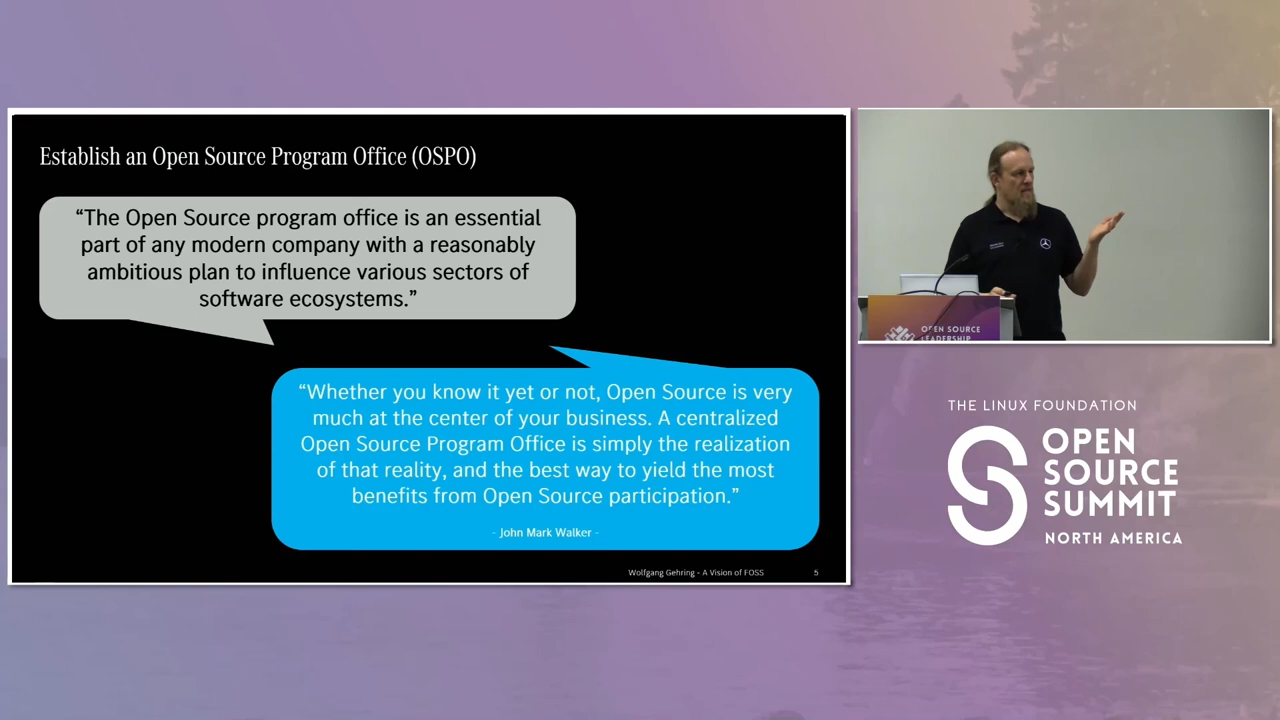 Establish an Open Source Program Office (OSPO)
“The Open Source program office is an essential
part of any modern company with a reasonably
ambitious plan to influence various sectors of
software ecosystems.”
“Whether you know it yet or not, Open Source is very
much at the center of your business. A centralized
Open Source Program Office is simply the realization
of that reality, and the best way to yield the most
benefits from Open Source participation.”
- John Mark Walker -
Wolfgang Gehring - A Vision of FOSS
5
OPEN SOURCE
LEADERSHIP
THE LINUX FOUNDATION
OPEN
SOURCE
SUMMIT
NORTH AMERICA